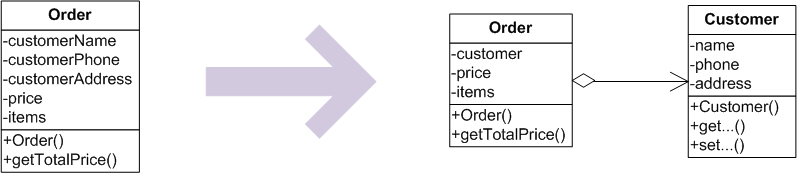 Order
-customerName
-customerPhone
-customerAddress
-price
-items
+Order()
+getTotalPrice()
Order
-customer
-price
-items
+Order()
+getTotalPrice()
Customer
-name
-phone
-address
+Customer()
+get...()
+set...()